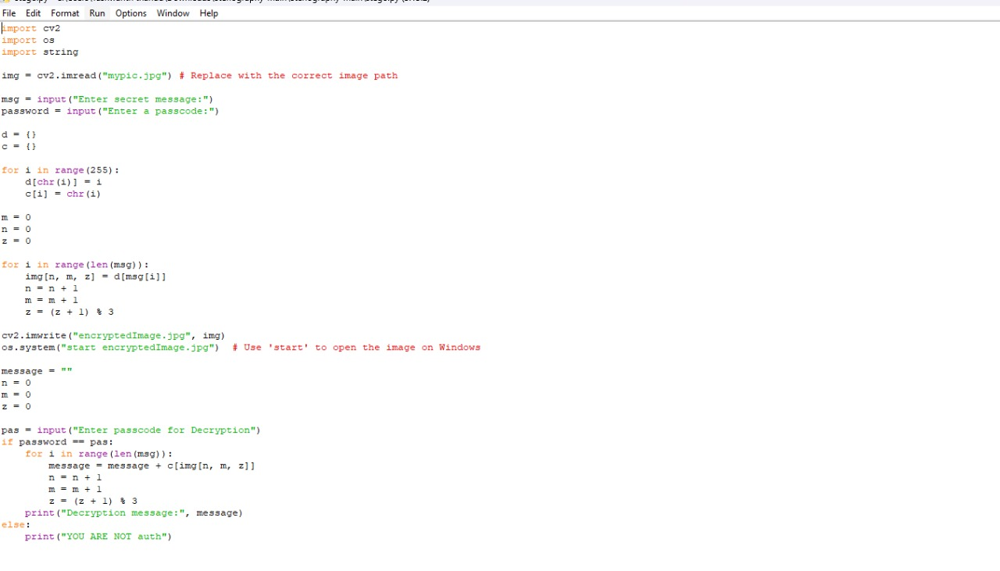 File Edit Format Run Options Window Help
import cv2
import os
import string
img = cv2.imread("mypic.jpg") # Replace with the correct image path
msg = input("Enter secret message:")
password = input("Enter a passcode:")
d = {}
c = {}
for i in range(255):
    d[chr(i)] = i
    c[i] = chr(i)
m = 0
n = 0
z = 0
for i in range(len(msg)):
    img[n, m, z] = d[msg[i]]
    n = n + 1
    m = m + 1
    z = (z + 1) % 3
cv2.imwrite("encryptedImage.jpg", img)
os.system("start encryptedImage.jpg")  # Use 'start' to open the image on Windows
message = ""
n = 0
m = 0
z = 0
pas = input("Enter passcode for Decryption")
if password == pas:
    for i in range(len(msg)):
        message = message + c[img[n, m, z]]
        n = n + 1
        m = m + 1
        z = (z + 1) % 3
    print("Decryption message:", message)
else:
    print("YOU ARE NOT auth")